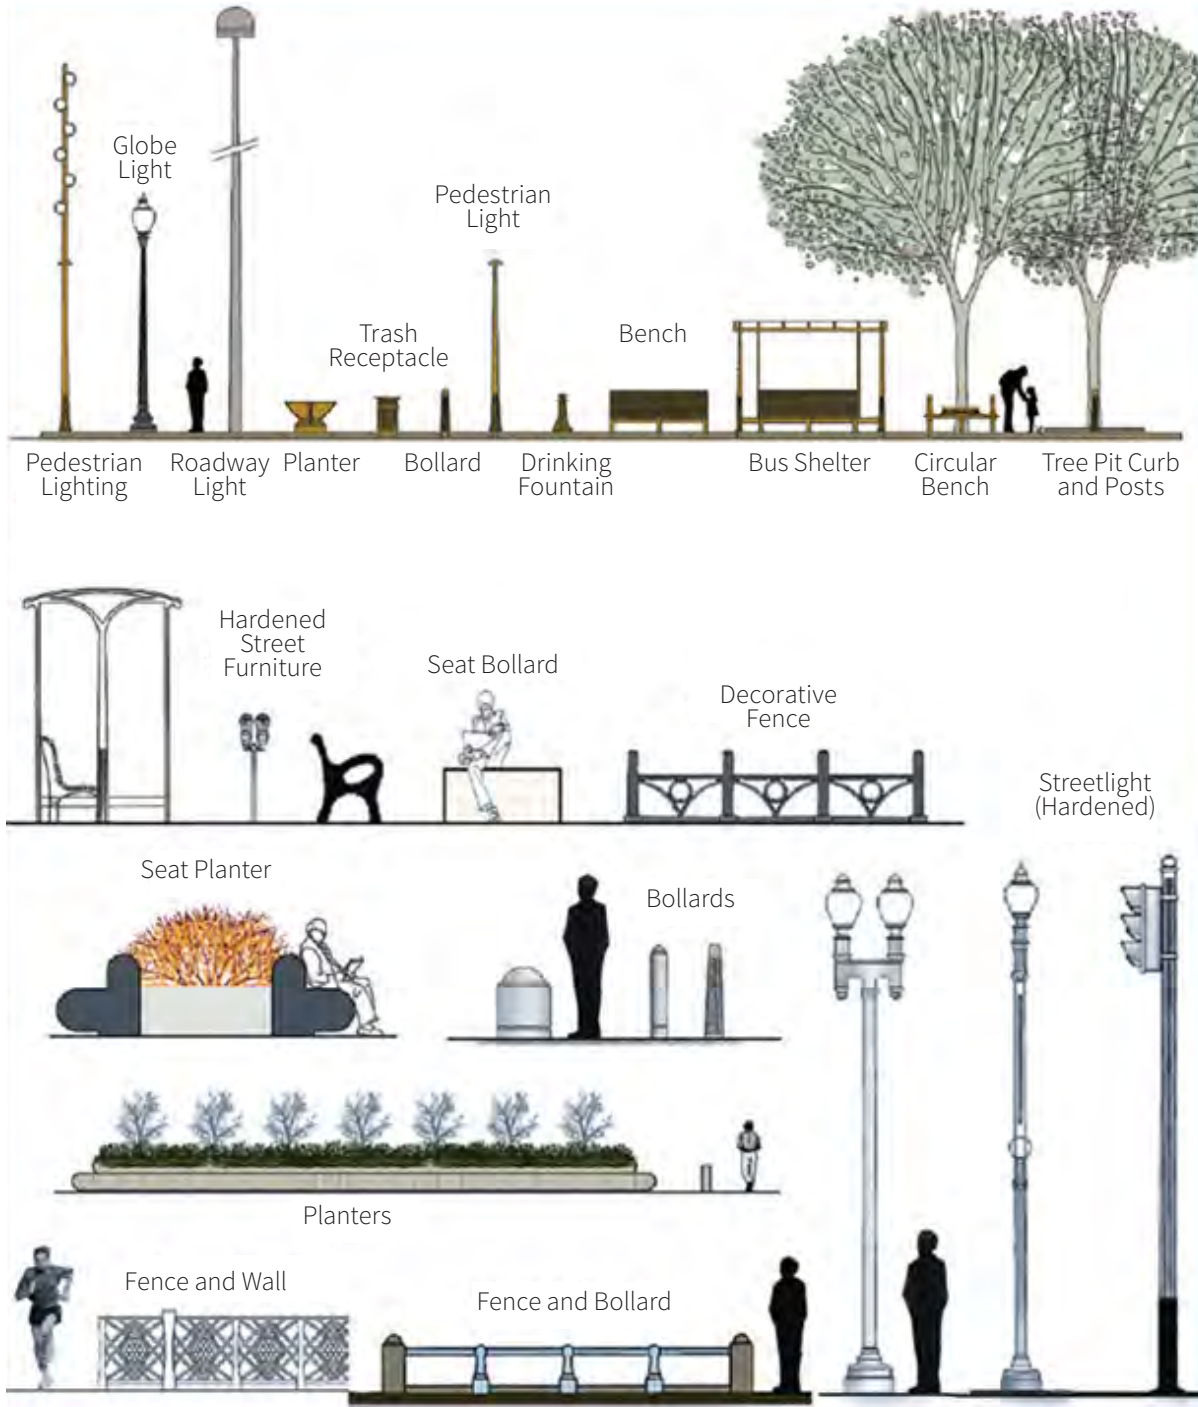 Globe
Light
Pedestrian
Light
Trash
Receptacle
Bench
Pedestrian
Lighting
Roadway
Light
Planter
Bollard
Drinking
Fountain
Bus Shelter
Circular
Bench
Tree Pit Curb
and Posts
Hardened
Street
Furniture
Seat Bollard
Decorative
Fence
Streetlight
(Hardened)
Seat Planter
Bollards
Planters
Fence and Wall
Fence and Bollard